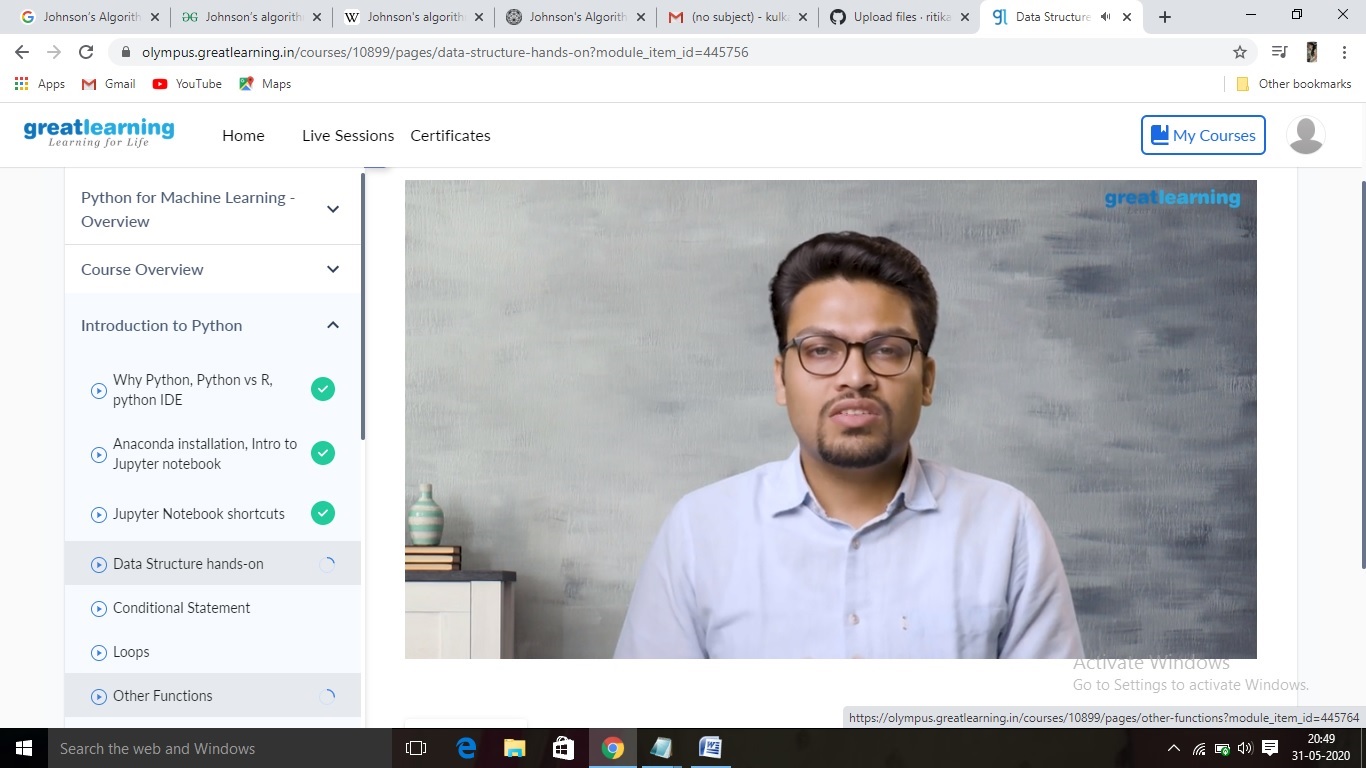 Johnson's Algorith
Johnson's algorith
Johnson's algorith
Johnson's Algorith
(no subject) - kulka
Upload files · ritika
Data Structure
olympus.greatlearning.in/courses/10899/pages/data-structure-hands-on?module_item_id=445756
Apps
Gmail
YouTube
Maps
Other bookmarks
greatlearning
Learning for Life
Home
Live Sessions
Certificates
My Courses
Python for Machine Learning -
Overview
Course Overview
Introduction to Python
Why Python, Python vs R,
python IDE
Anaconda installation, Intro to
Jupyter notebook
Jupyter Notebook shortcuts
Data Structure hands-on
Conditional Statement
Loops
Other Functions
greatlearning
Activate Windows
Go to Settings to activate Windows.
https://olympus.greatlearning.in/courses/10899/pages/other-functions?module_item_id=445764
Search the web and Windows
20:49
31-05-2020